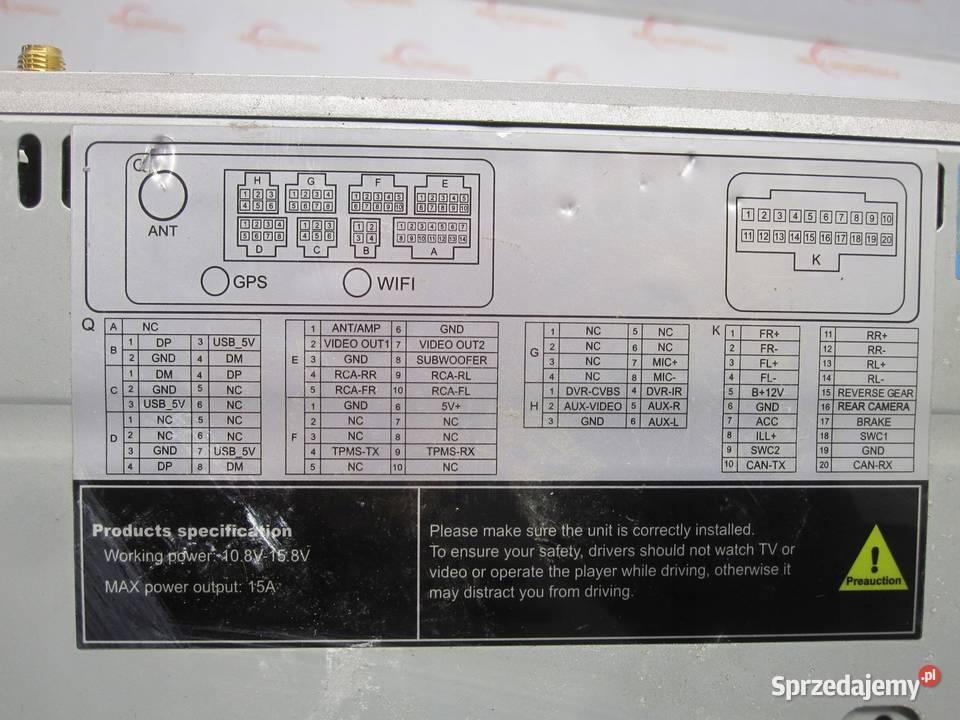 H G F E
1 2 3 1 2 3 4 1 2 3 4 5 1 2 3 4 5
4 5 6 5 6 7 8 6 7 8 9 10 6 7 8 9 10
1 2 3 4 1 2 3 1 2 1 2 3 4 5 6 7
5 6 7 8 4 5 6 3 4 8 9 10 11 12 13 14
D C B A
ANT
GPS WIFI
1 2 3 4 5 6 7 8 9 10
11 12 13 14 15 16 17 18 19 20
K
Q
A NC
B 1 DP 3 USB_5V
2 GND 4 DM
C 1 DM 4 DP
2 GND 5 NC
3 USB_5V 6 NC
D 1 NC 5 NC
2 NC 6 NC
3 GND 7 USB_5V
4 DP 8 DM
E 1 ANT/AMP 6 GND
2 VIDEO OUT1 7 VIDEO OUT2
3 GND 8 SUBWOOFER
4 RCA-RR 9 RCA-RL
5 RCA-FR 10 RCA-FL
F 1 GND 6 5V+
2 NC 7 NC
3 NC 8 NC
4 TPMS-TX 9 TPMS-RX
5 NC 10 NC
G 1 NC 5 NC
2 NC 6 NC
3 NC 7 MIC+
4 NC 8 MIC-
H 1 DVR-CVBS 4 DVR-IR
2 AUX-VIDEO 5 AUX-R
3 GND 6 AUX-L
K
1 FR+ 11 RR+
2 FR- 12 RR-
3 FL+ 13 RL+
4 FL- 14 RL-
5 B+12V 15 REVERSE GEAR
6 GND 16 REAR CAMERA
7 ACC 17 BRAKE
8 ILL+ 18 SWC1
9 SWC2 19 GND
10 CAN-TX 20 CAN-RX
Products specification
Working power: 10.8V-15.8V
MAX power output: 15A
Please make sure the unit is correctly installed.
To ensure your safety, drivers should not watch TV or
video or operate the player while driving, otherwise it
may distract you from driving.
!
Preauction
Sprzedajemy.pl